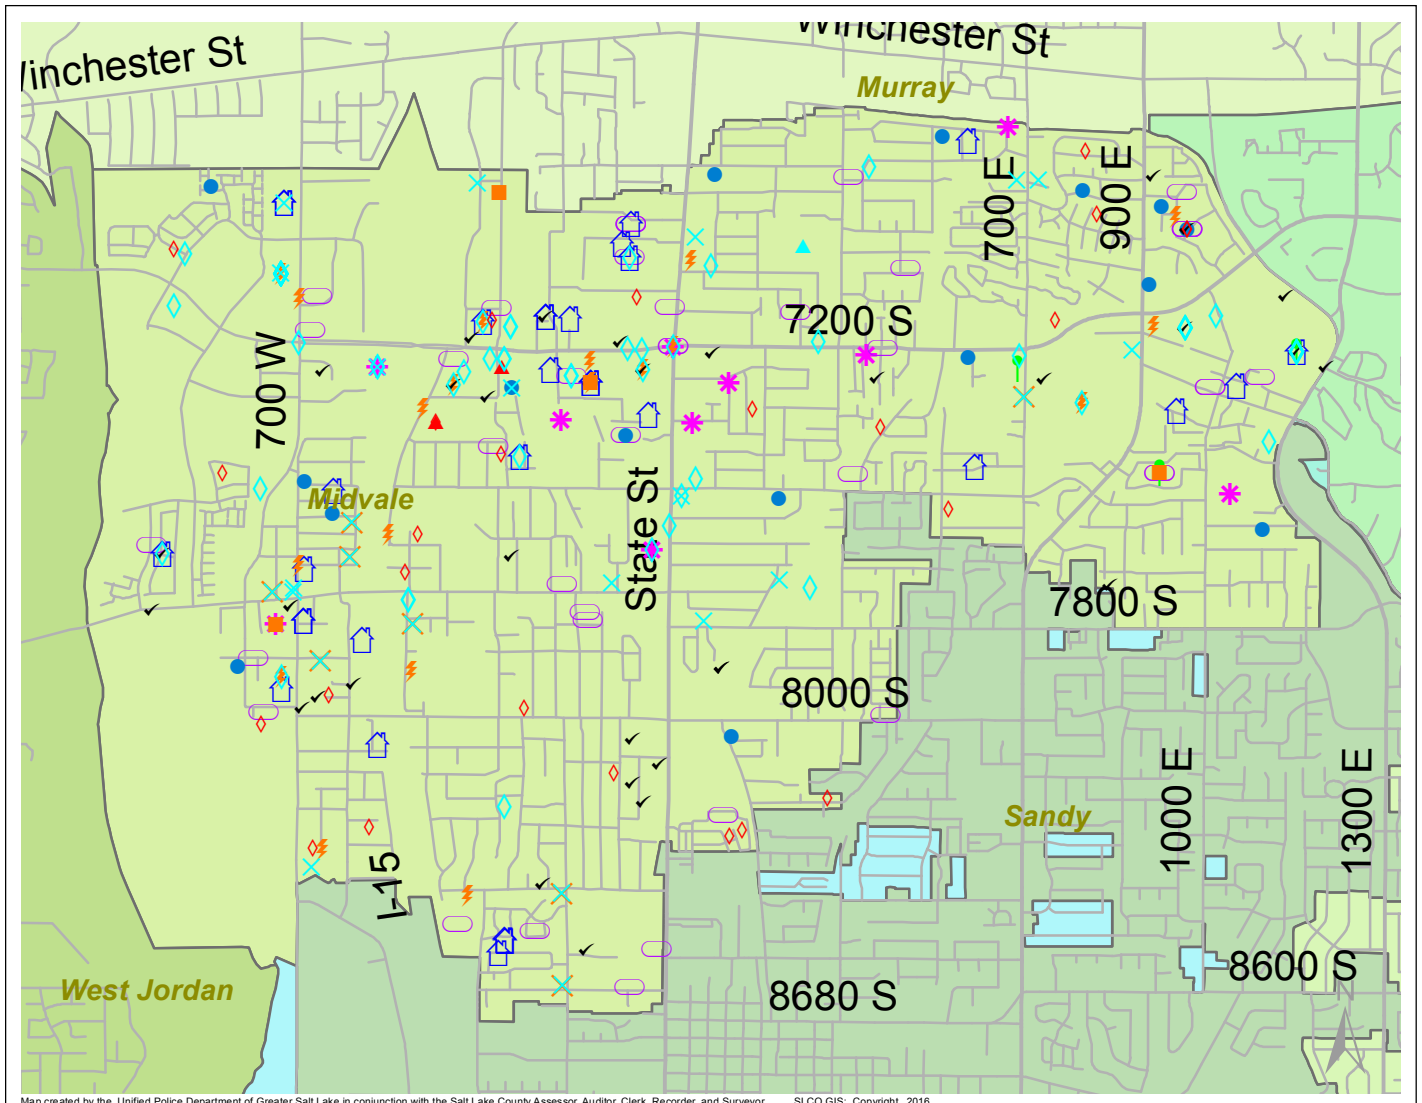 Winchester St
Winchester St
Murray
700 E
900 E
7200 S
700 W
Midvale
State St
7800 S
8000 S
1000 E
1300 E
Sandy
I-15
8600 S
West Jordan
8680 S
Map created by the Unified Police Department of Greater Salt Lake in conjunction with the Salt Lake County Assessor, Auditor, Clerk, Recorder, and Surveyor. SLCO GIS: Copyright, 2016